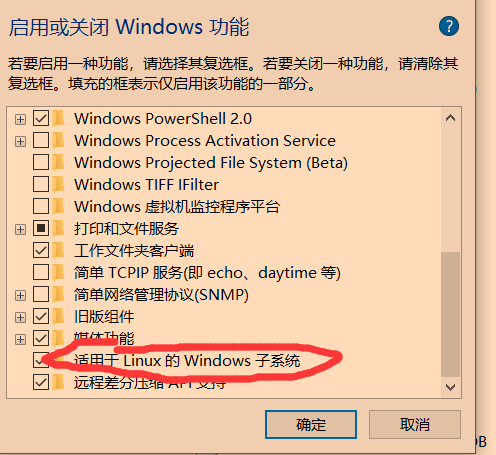 启用或关闭 Windows 功能
若要启用一种功能，请选择其复选框。若要关闭一种功能，请清除其
复选框。填充的框表示仅启用该功能的一部分。
Windows PowerShell 2.0
Windows Process Activation Service
Windows Projected File System (Beta)
Windows TIFF IFilter
Windows 虚拟机监控程序平台
打印和文件服务
工作文件夹客户端
简单 TCPIP 服务(即 echo、daytime 等)
简单网络管理协议(SNMP)
旧版组件
媒体功能
适用于 Linux 的 Windows 子系统
远程差分压缩 API 支持
确定
取消
DB